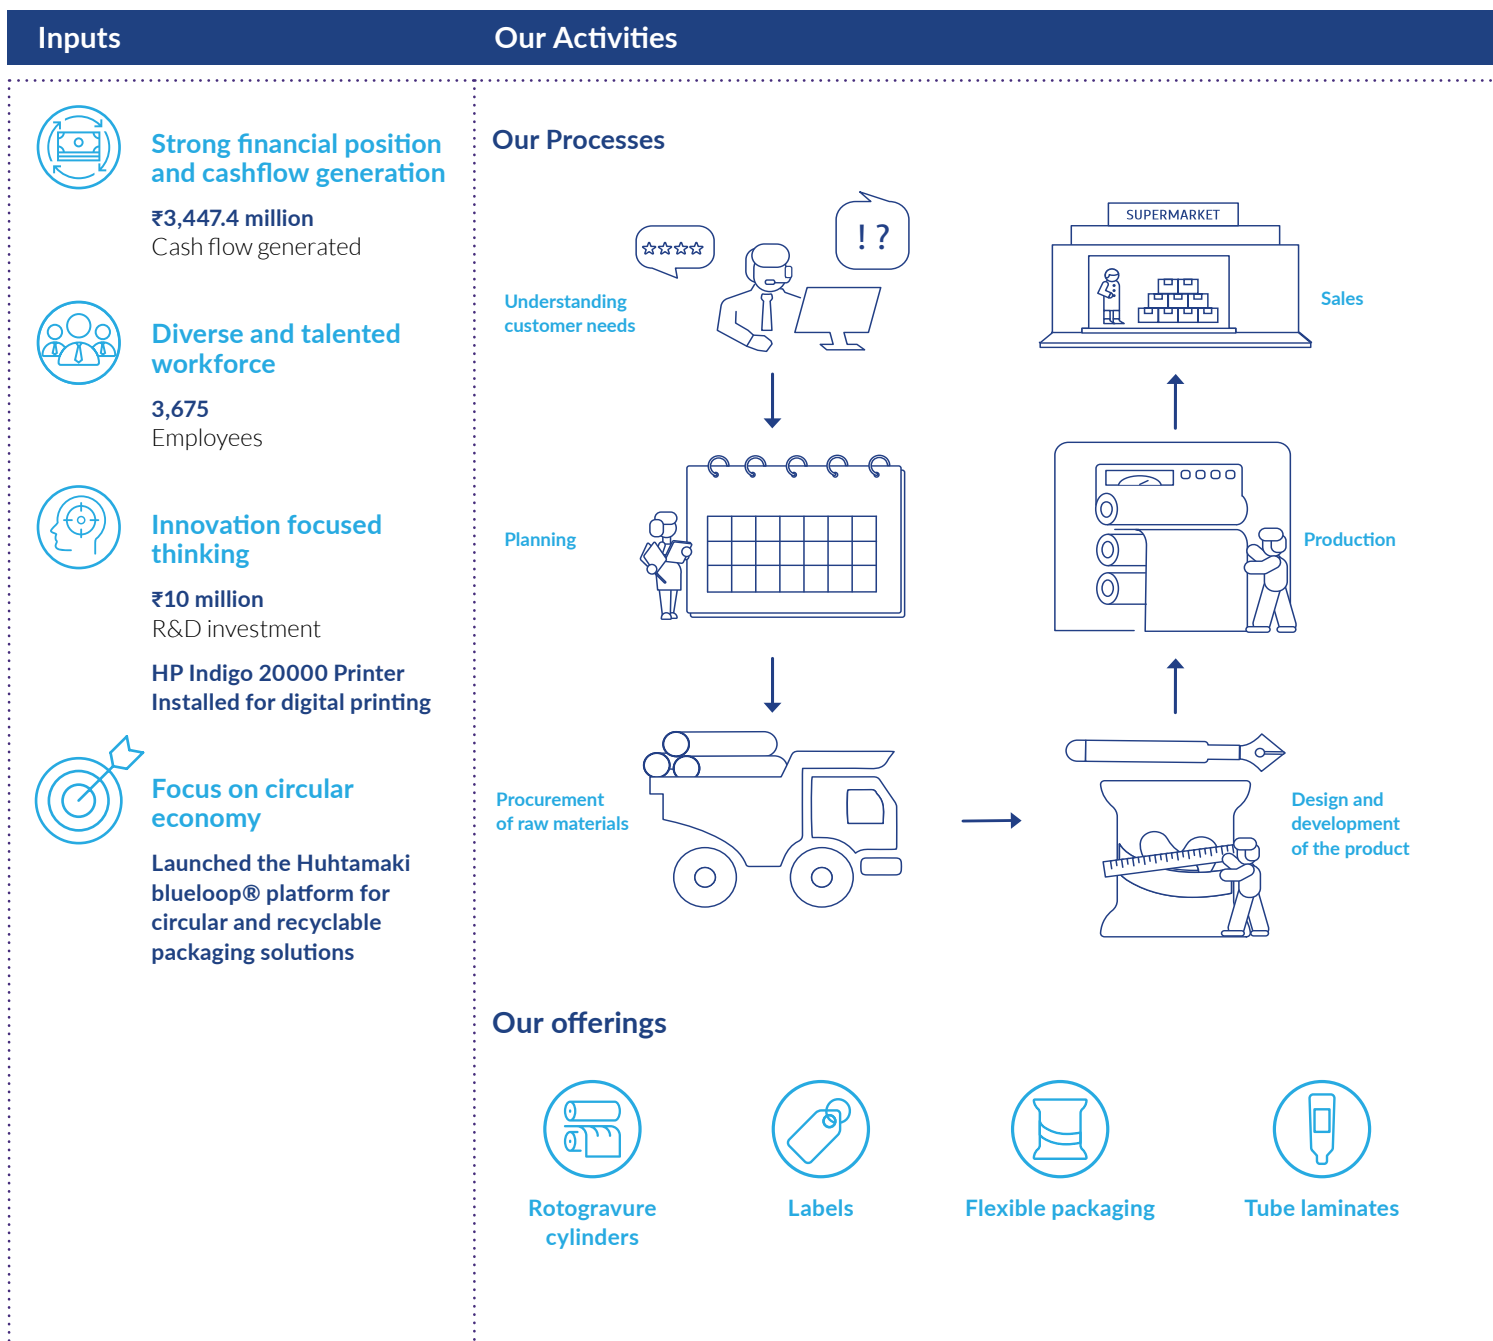 Inputs
Our Activities
Strong financial position
and cashflow generation
₹3,447.4 million
Cash flow generated
Diverse and talented
workforce
3,675
Employees
Innovation focused
thinking
₹10 million
R&D investment
HP Indigo 20000 Printer
Installed for digital printing
Focus on circular
economy
Launched the Huhtamaki
blueloop® platform for
circular and recyclable
packaging solutions
Our Processes
! ?
Understanding
customer needs
Planning
Procurement
of raw materials
Design and
development
of the product
Production
SUPERMARKET
Sales
Our offerings
Rotogravure
cylinders
Labels
Flexible packaging
Tube laminates